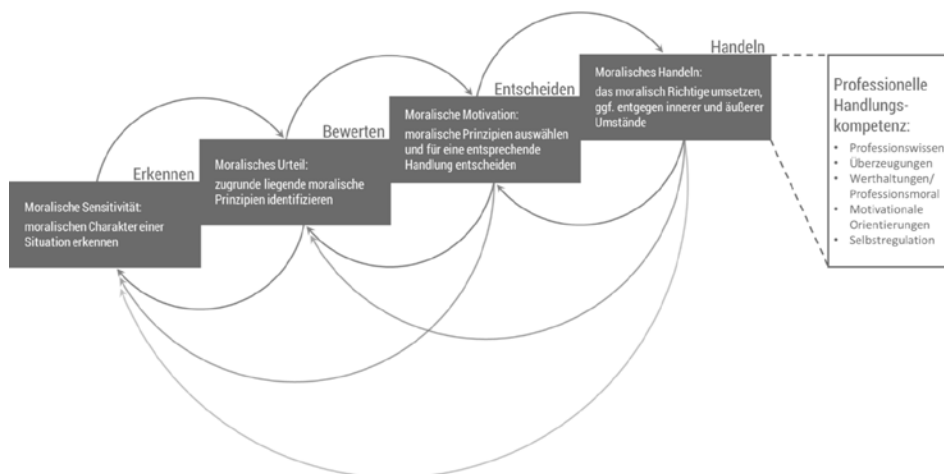 Erkennen
Moralische Sensitivität:
moralischen Charakter einer
Situation erkennen
Bewerten
Moralisches Urteil:
zugrunde liegende moralische
Prinzipien identifizieren
Entscheiden
Moralische Motivation:
moralische Prinzipien auswählen
und für eine entsprechende
Handlung entscheiden
Handeln
Moralisches Handeln:
das moralisch Richtige umsetzen,
ggf. entgegen innerer und äußerer
Umstände
Professionelle
Handlungs-
kompetenz:
• Professionswissen
• Überzeugungen
• Werthaltungen/
Professionsmoral
• Motivationale
Orientierungen
• Selbstregulation